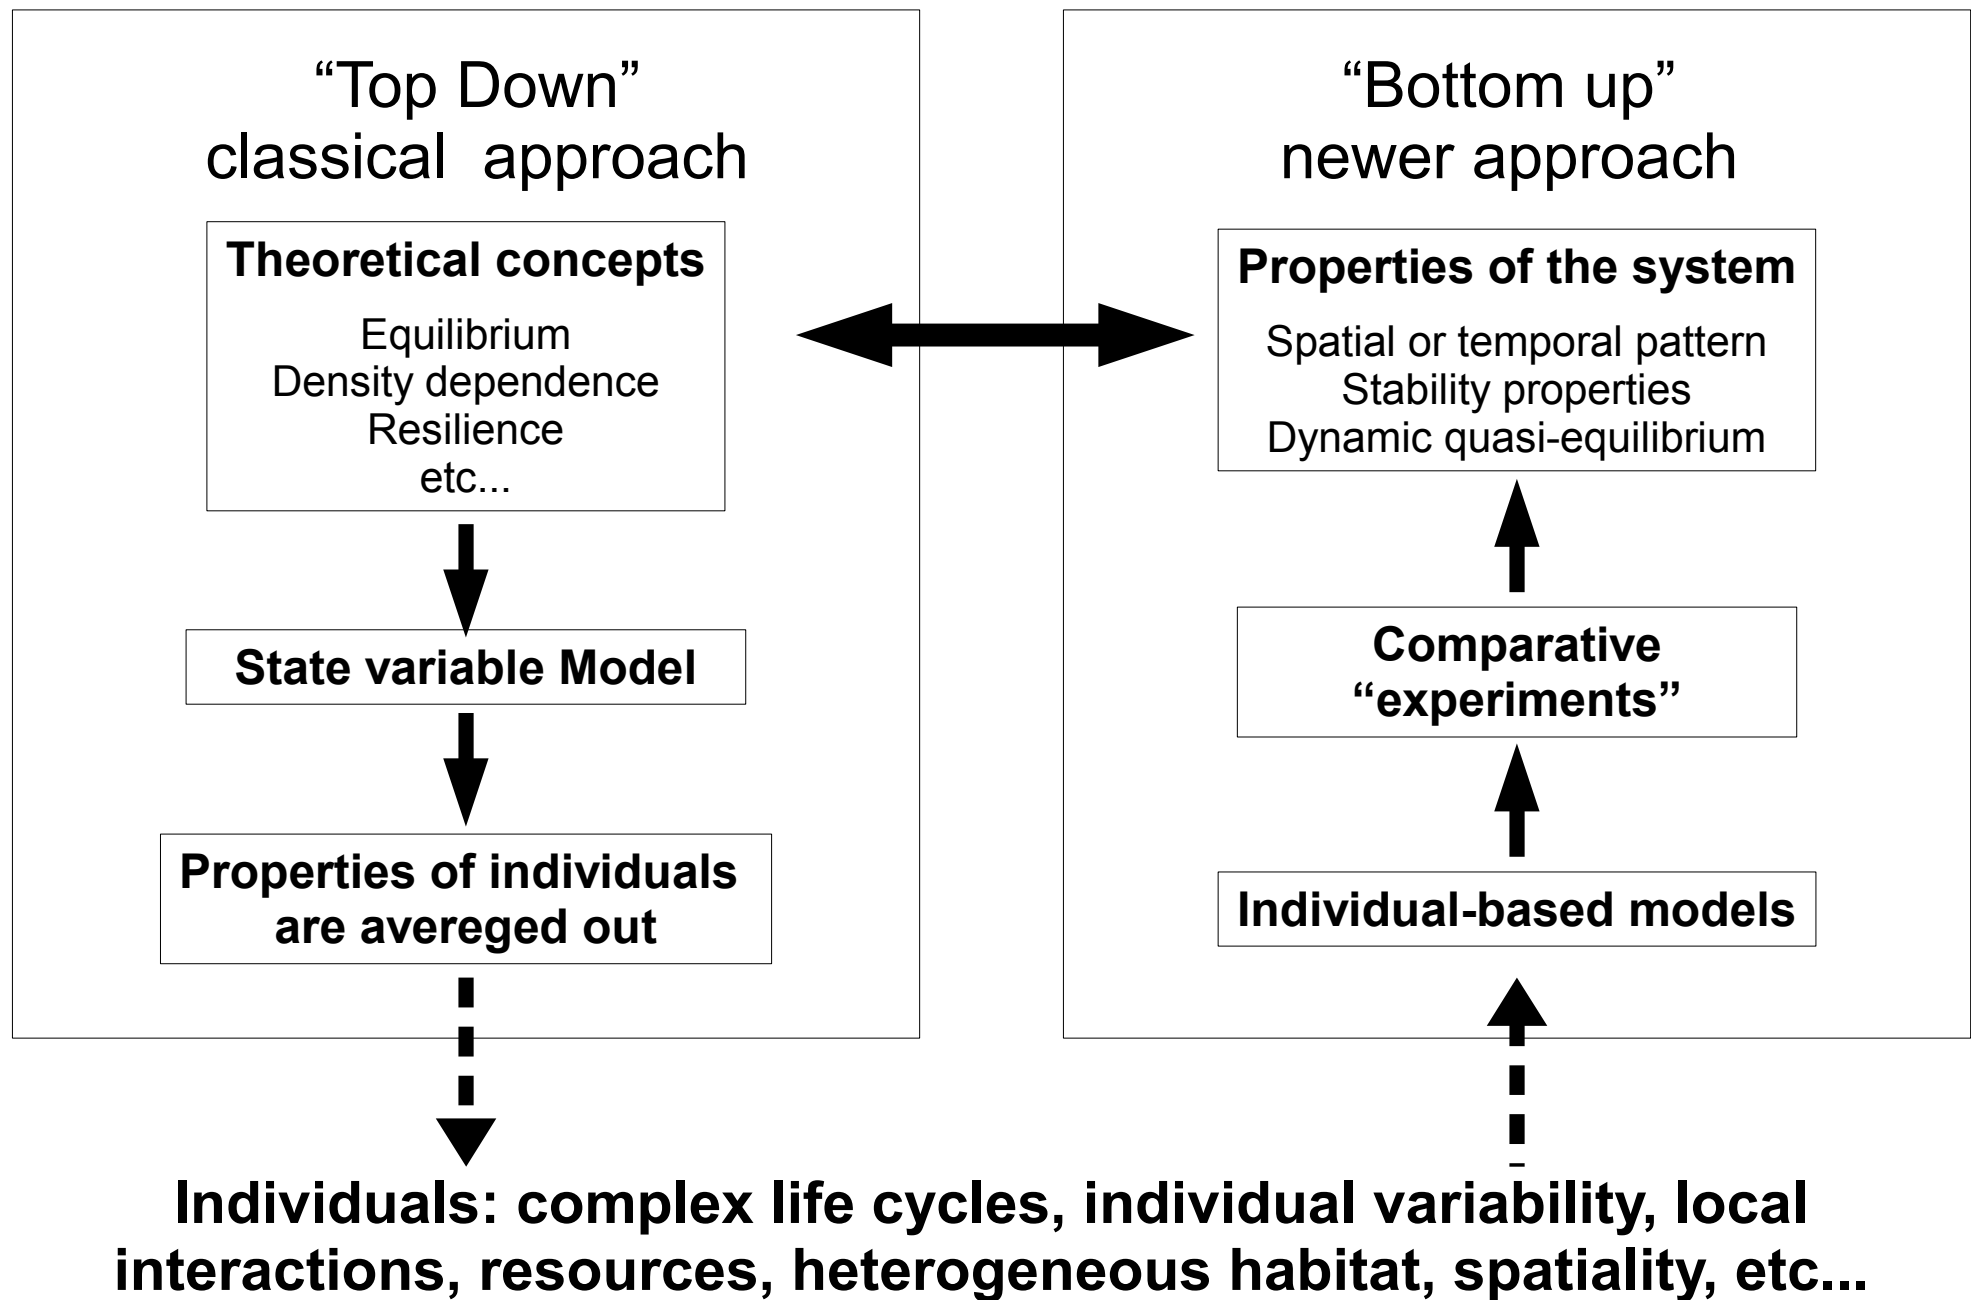 “Top Down”
classical approach
Theoretical concepts
Equilibrium
Density dependence
Resilience
etc...
State variable Model
Properties of individuals
are avereged out
“Bottom up”
newer approach
Properties of the system
Spatial or temporal pattern
Stability properties
Dynamic quasi-equilibrium
Comparative
“experiments”
Individual-based models
Individuals: complex life cycles, individual variability, local
interactions, resources, heterogeneous habitat, spatiality, etc...